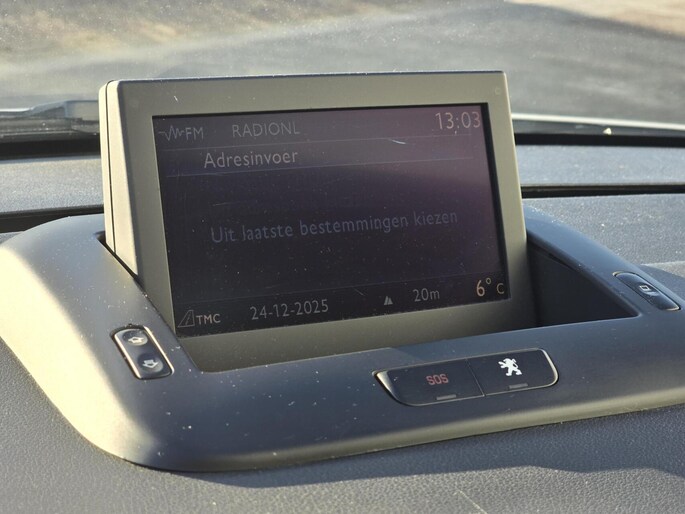 FM RADIONL 13:03
Adresinvoer
Uit laatste bestemmingen kiezen
TMC 24-12-2025 20m 6°C
SOS